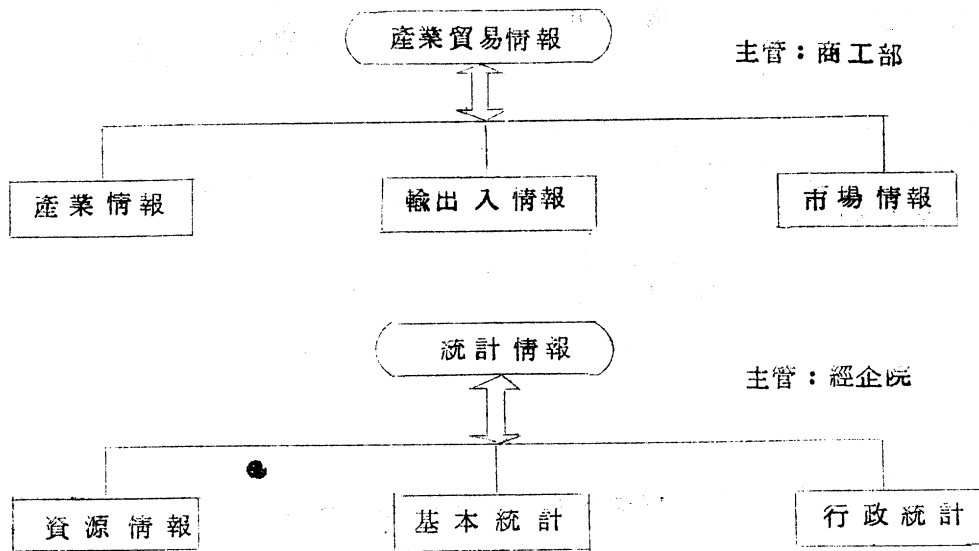 產業貿易情報
主管：商工部
產業情報
輸出入情報
市場情報
統計情報
主管：經企院
資源情報
基本統計
行政統計